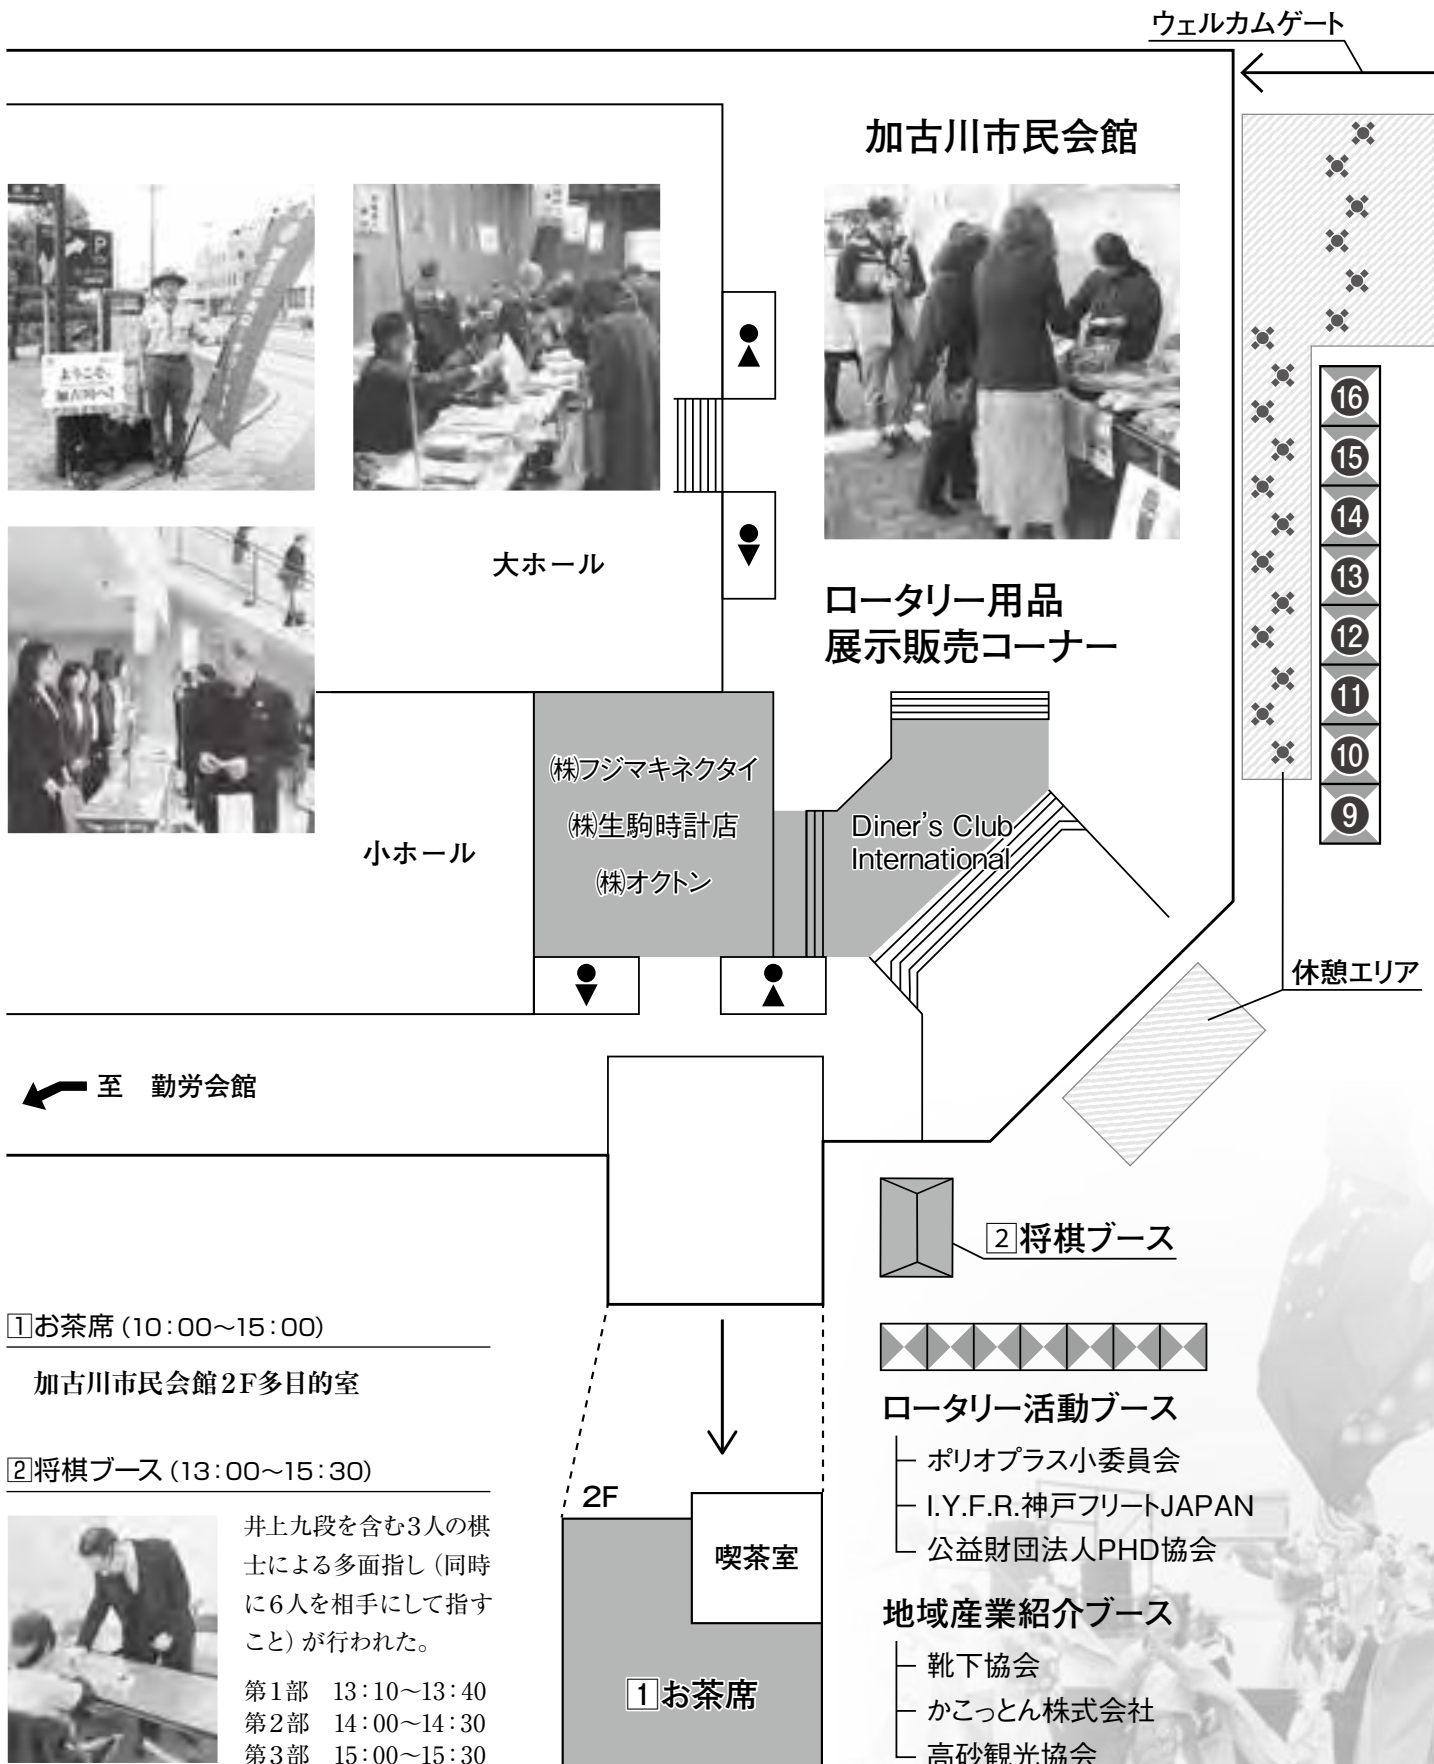 ウェルカムゲート
加古川市民会館
P
ようこそ、
加古川へ!
大ホール
ロータリー用品
展示販売コーナー
16
15
14
13
12
11
10
9
㈱フジマキネクタイ
㈱生駒時計店
㈱オクトン
Diner's Club
International
小ホール
休憩エリア
至 勤労会館
2将棋ブース
1お茶席(10:00〜15:00)
加古川市民会館2F多目的室
2将棋ブース(13:00〜15:30)
井上九段を含む3人の棋
士による多面指し(同時
に6人を相手にして指す
こと)が行われた。
第1部 13:10〜13:40
第2部 14:00〜14:30
第3部 15:00〜15:30
2F
喫茶室
1お茶席
ロータリー活動ブース
ポリオプラス小委員会
I.Y.F.R.神戸フリートJAPAN
公益財団法人PHD協会
地域産業紹介ブース
靴下協会
かこっとん株式会社
高砂観光協会